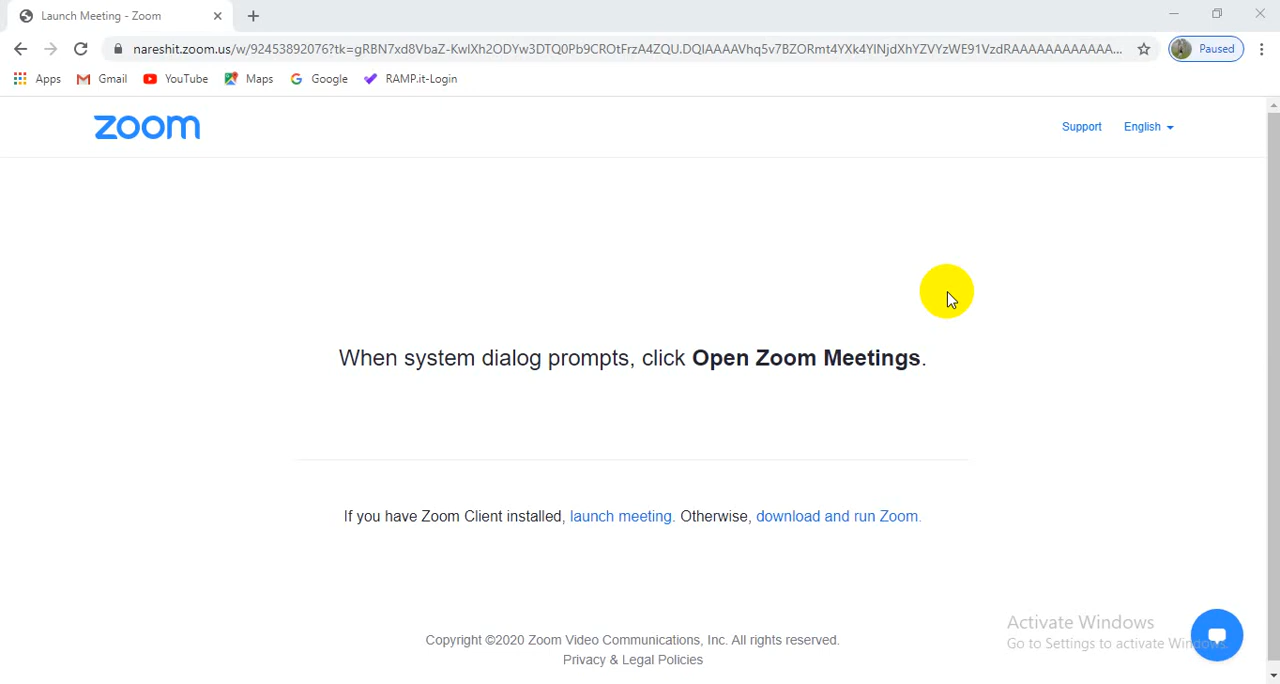 Launch Meeting - Zoom
nareshit.zoom.us/w/92453892076?tk=gRBN7xd8VbaZ-KwlXh2ODYw3DTQ0Pb9CROtFrzA4ZQU.DQIAAAAVhq5v7BZORmt4YXk4YlNjdXhYZVYzWE91VzdRAAAAAAAAAAAAA...
Paused
Apps Gmail YouTube Maps Google RAMP.it-Login
zoom
Support English
When system dialog prompts, click Open Zoom Meetings.
If you have Zoom Client installed, launch meeting. Otherwise, download and run Zoom.
Activate Windows
Go to Settings to activate Windows.
Copyright ©2020 Zoom Video Communications, Inc. All rights reserved.
Privacy & Legal Policies